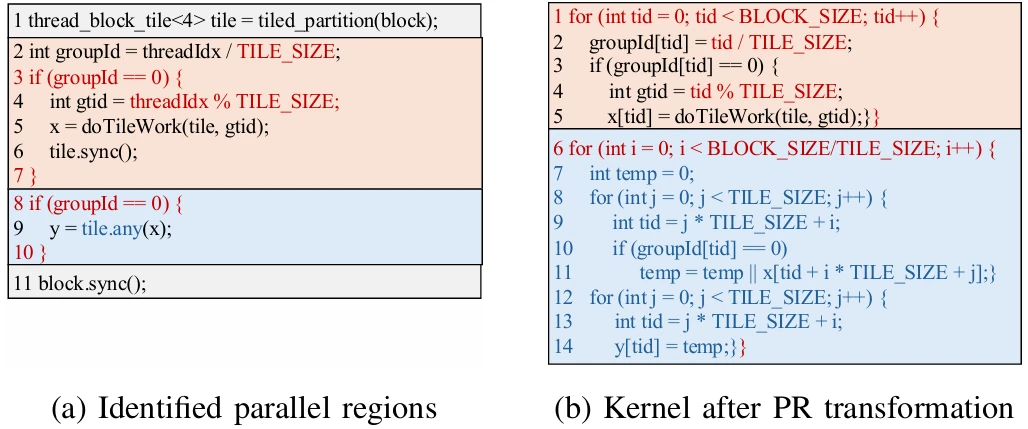 1 thread_block_tile<4> tile = tiled_partition(block);
2 int groupId = threadIdx / TILE_SIZE;
3 if (groupId == 0) {
4 int gtid = threadIdx % TILE_SIZE;
5 x = doTileWork(tile, gtid);
6 tile.sync();
7 }
8 if (groupId == 0) {
9 y = tile.any(x);
10 }
11 block.sync();
(a) Identified parallel regions
1 for (int tid = 0; tid < BLOCK_SIZE; tid++) {
2 groupId[tid] = tid / TILE_SIZE;
3 if (groupId[tid] == 0) {
4 int gtid = tid % TILE_SIZE;
5 x[tid] = doTileWork(tile, gtid);}}
6 for (int i = 0; i < BLOCK_SIZE/TILE_SIZE; i++) {
7 int temp = 0;
8 for (int j = 0; j < TILE_SIZE; j++) {
9 int tid = j * TILE_SIZE + i;
10 if (groupId[tid] == 0)
11 temp = temp || x[tid + i * TILE_SIZE + j];}
12 for (int j = 0; j < TILE_SIZE; j++) {
13 int tid = j * TILE_SIZE + i;
14 y[tid] = temp;}}
(b) Kernel after PR transformation